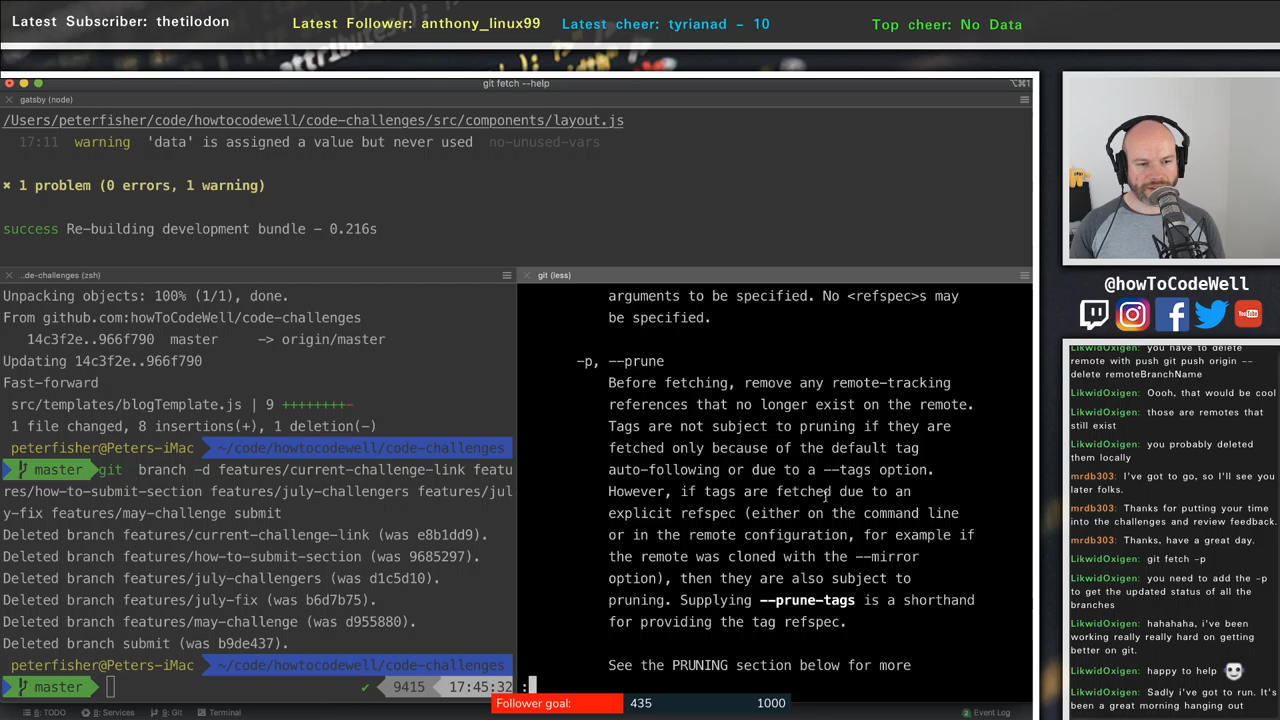 Latest Subscriber: thetilodon
Latest Follower: anthony_linux99
Latest cheer: tyrianad - 10
Top cheer: No Data
attributes();
git fetch --help
⌥⌘1
gatsby (node)
/Users/peterfisher/code/howtocodewell/code-challenges/src/components/layout.js
17:11 warning 'data' is assigned a value but never used no-unused-vars
✖ 1 problem (0 errors, 1 warning)
success Re-building development bundle - 0.216s
..de-challenges (zsh)
Unpacking objects: 100% (1/1), done.
From github.com:howToCodeWell/code-challenges
14c3f2e..966f790 master -> origin/master
Updating 14c3f2e..966f790
Fast-forward
src/templates/blogTemplate.js | 9 ++++++++-
1 file changed, 8 insertions(+), 1 deletion(-)
peterfisher@Peters-iMac ~/code/howtocodewell/code-challenges
master git branch -d features/current-challenge-link featu
res/how-to-submit-section features/july-challengers features/jul
y-fix features/may-challenge submit
Deleted branch features/current-challenge-link (was e8b1dd9).
Deleted branch features/how-to-submit-section (was 9685297).
Deleted branch features/july-challengers (was d1c5d10).
Deleted branch features/july-fix (was b6d7b75).
Deleted branch features/may-challenge (was d955880).
Deleted branch submit (was b9de437).
peterfisher@Peters-iMac ~/code/howtocodewell/code-challenges
master ✔ 9415 17:45:32
git (less)
arguments to be specified. No <refspec>s may
be specified.
-p, --prune
Before fetching, remove any remote-tracking
references that no longer exist on the remote.
Tags are not subject to pruning if they are
fetched only because of the default tag
auto-following or due to a --tags option.
However, if tags are fetched due to an
explicit refspec (either on the command line
or in the remote configuration, for example if
the remote was cloned with the --mirror
option), then they are also subject to
pruning. Supplying --prune-tags is a shorthand
for providing the tag refspec.
See the PRUNING section below for more
:
6: TODO
8: Services
9: Git
Terminal
2 Event Log
Follower goal: 435 1000
@howToCodeWell
You Tube
LikwidOxigen: you have to delete
remote with push git push origin --
delete remoteBranchName
LikwidOxigen: Oooh, that would be cool
LikwidOxigen: those are remotes that
still exist
LikwidOxigen: you probably deleted
them locally
mrdb303: I've got to go, so I'll see you
later folks.
mrdb303: Thanks for putting your time
into the challenges and review feedback.
mrdb303: Thanks, have a great day.
LikwidOxigen: git fetch -p
LikwidOxigen: you need to add the -p
to get the updated status of all the
branches
LikwidOxigen: hahahaha, i've been
working really really hard on getting
better on git.
LikwidOxigen: happy to help
LikwidOxigen: Sadly i've got to run. It's
been a great morning hanging out